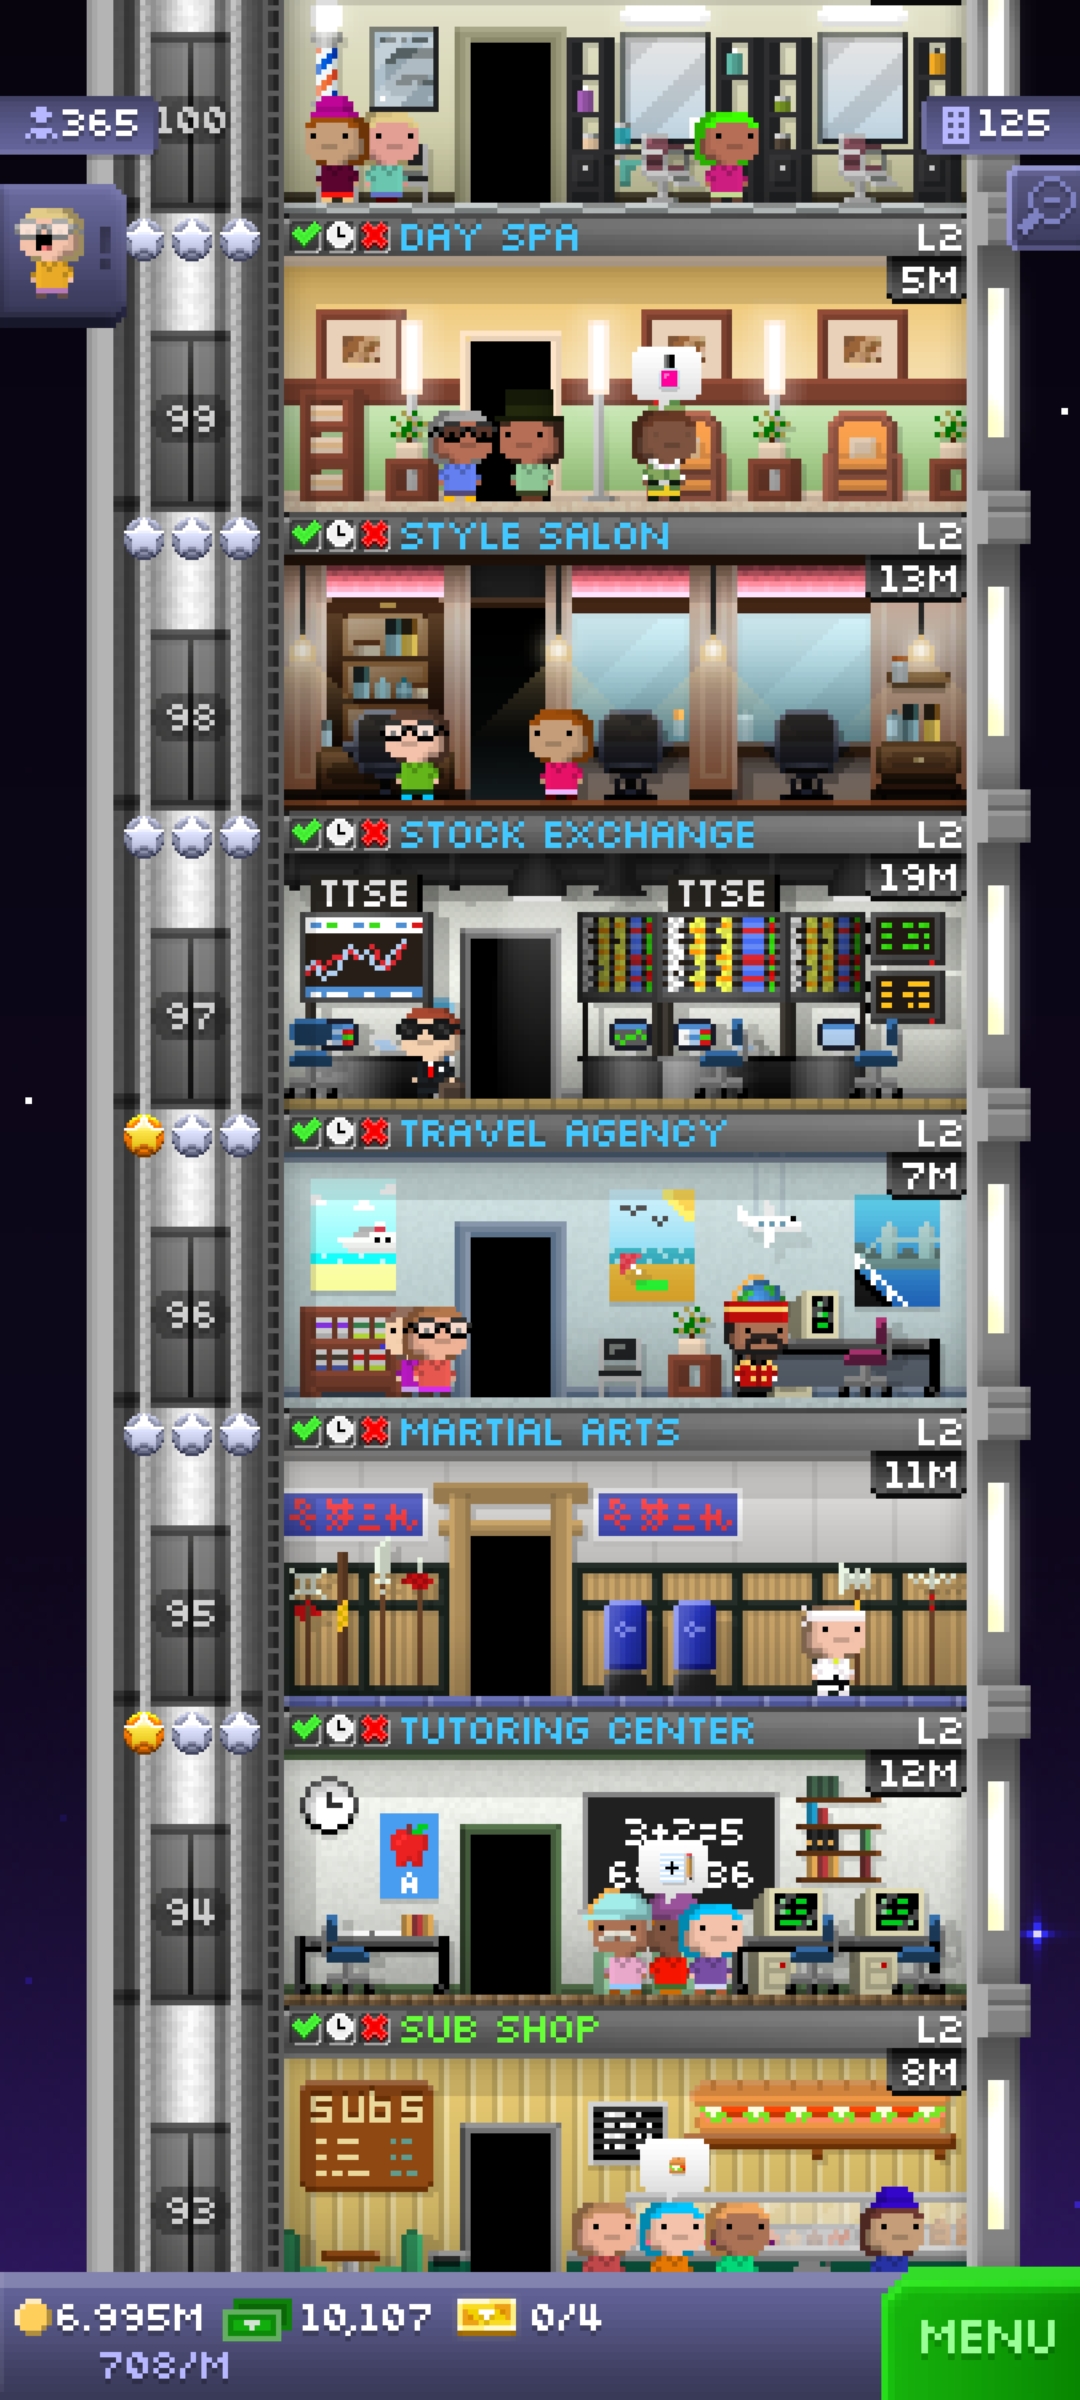 365
100
125
DAY SPA L2
5M
99
STYLE SALON L2
13M
98
STOCK EXCHANGE L2
19M
TTSE TTSE
97
TRAVEL AGENCY L2
7M
96
MARTIAL ARTS L2
11M
95
TUTORING CENTER L2
12M
3+2=5
A
94
SUB SHOP L2
8M
subs
93
6.995M 10,107 0/4
708/M
MENU